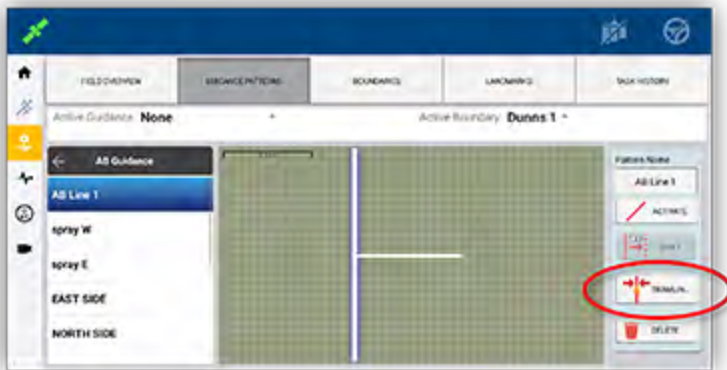 FIELD OVERVIEW
GUIDANCE PATTERNS
BOUNDARIES
LANDMARKS
TASK HISTORY
Active Guidance None
Active Boundary Dunns 1
AB Guidance
AB Line 1
spray W
spray E
EAST SIDE
NORTH SIDE
Pattern Name
AB Line 1
ACTIVATE
DELETE